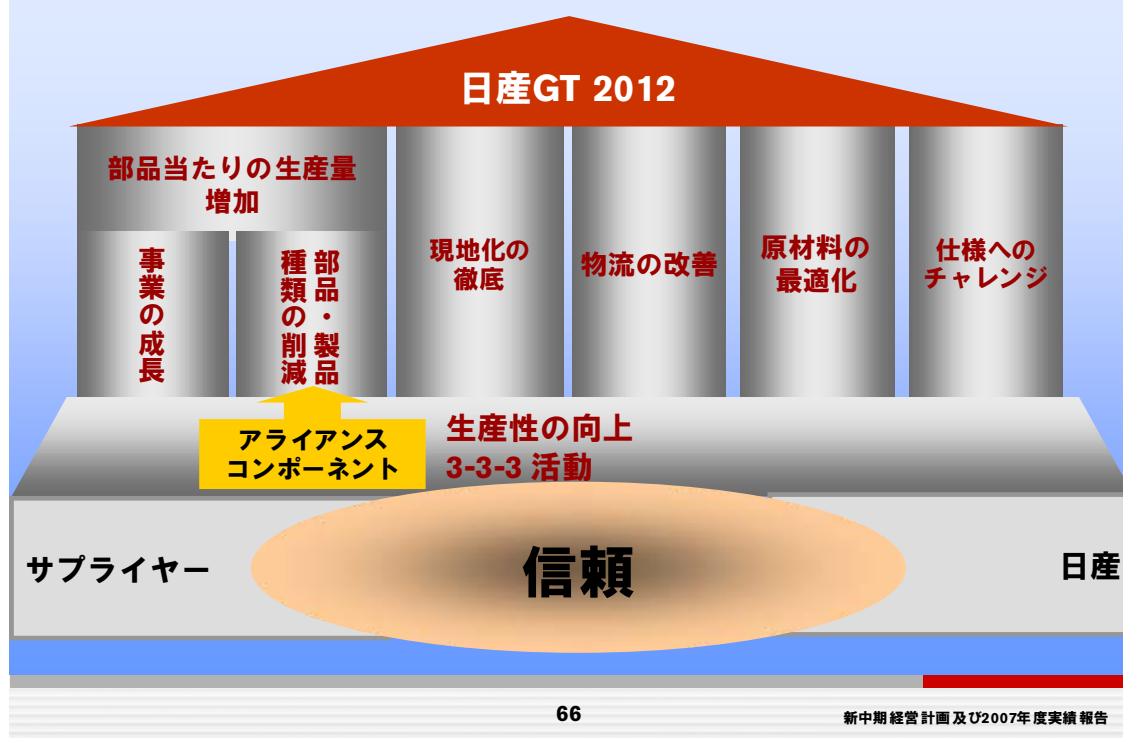 日産GT 2012
部品当たりの生産量
増加
事業の成長
部品・製品
種類の削減
現地化の
徹底
物流の改善
原材料の
最適化
仕様への
チャレンジ
アライアンス
コンポーネント
生産性の向上
3-3-3 活動
サプライヤー
信頼
日産
66
新中期経営計画及び2007年度実績報告